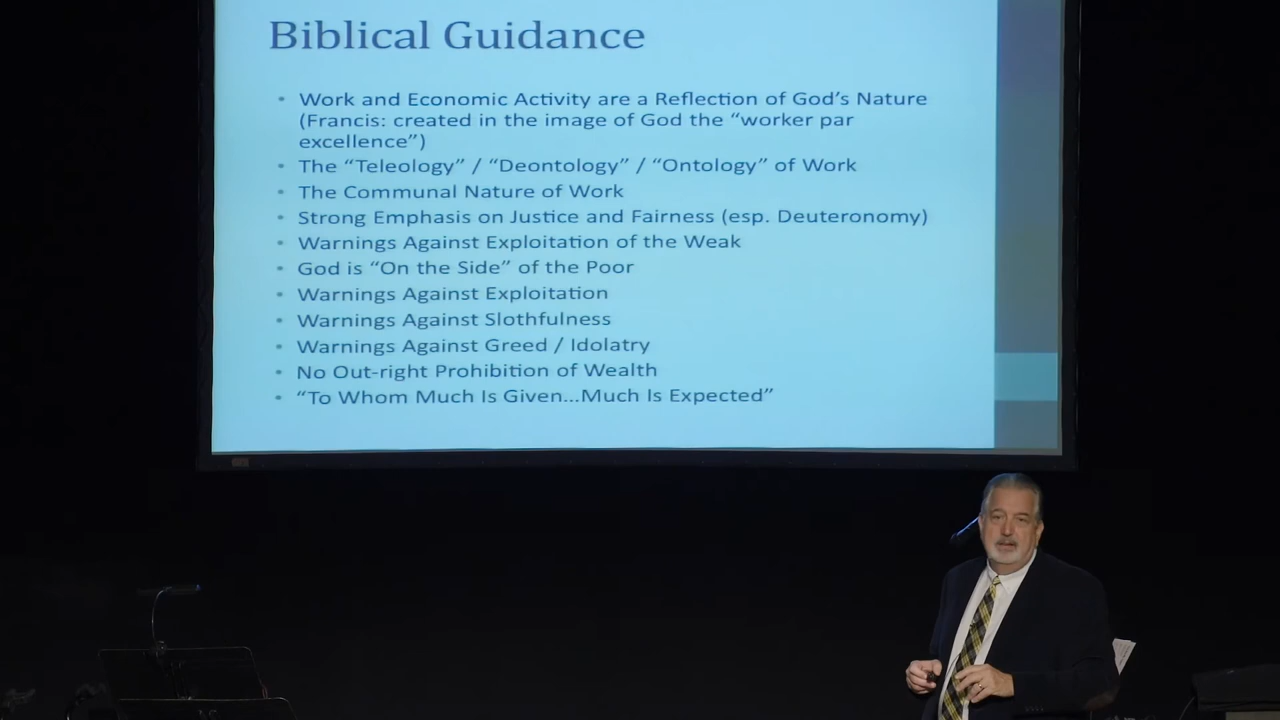 Biblical Guidance
• Work and Economic Activity are a Reflection of God’s Nature
(Francis: created in the image of God the “worker par
excellence”)
• The “Teleology” / “Deontology” / “Ontology” of Work
• The Communal Nature of Work
• Strong Emphasis on Justice and Fairness (esp. Deuteronomy)
• Warnings Against Exploitation of the Weak
• God is “On the Side” of the Poor
• Warnings Against Exploitation
• Warnings Against Slothfulness
• Warnings Against Greed / Idolatry
• No Out-right Prohibition of Wealth
• “To Whom Much Is Given...Much Is Expected”